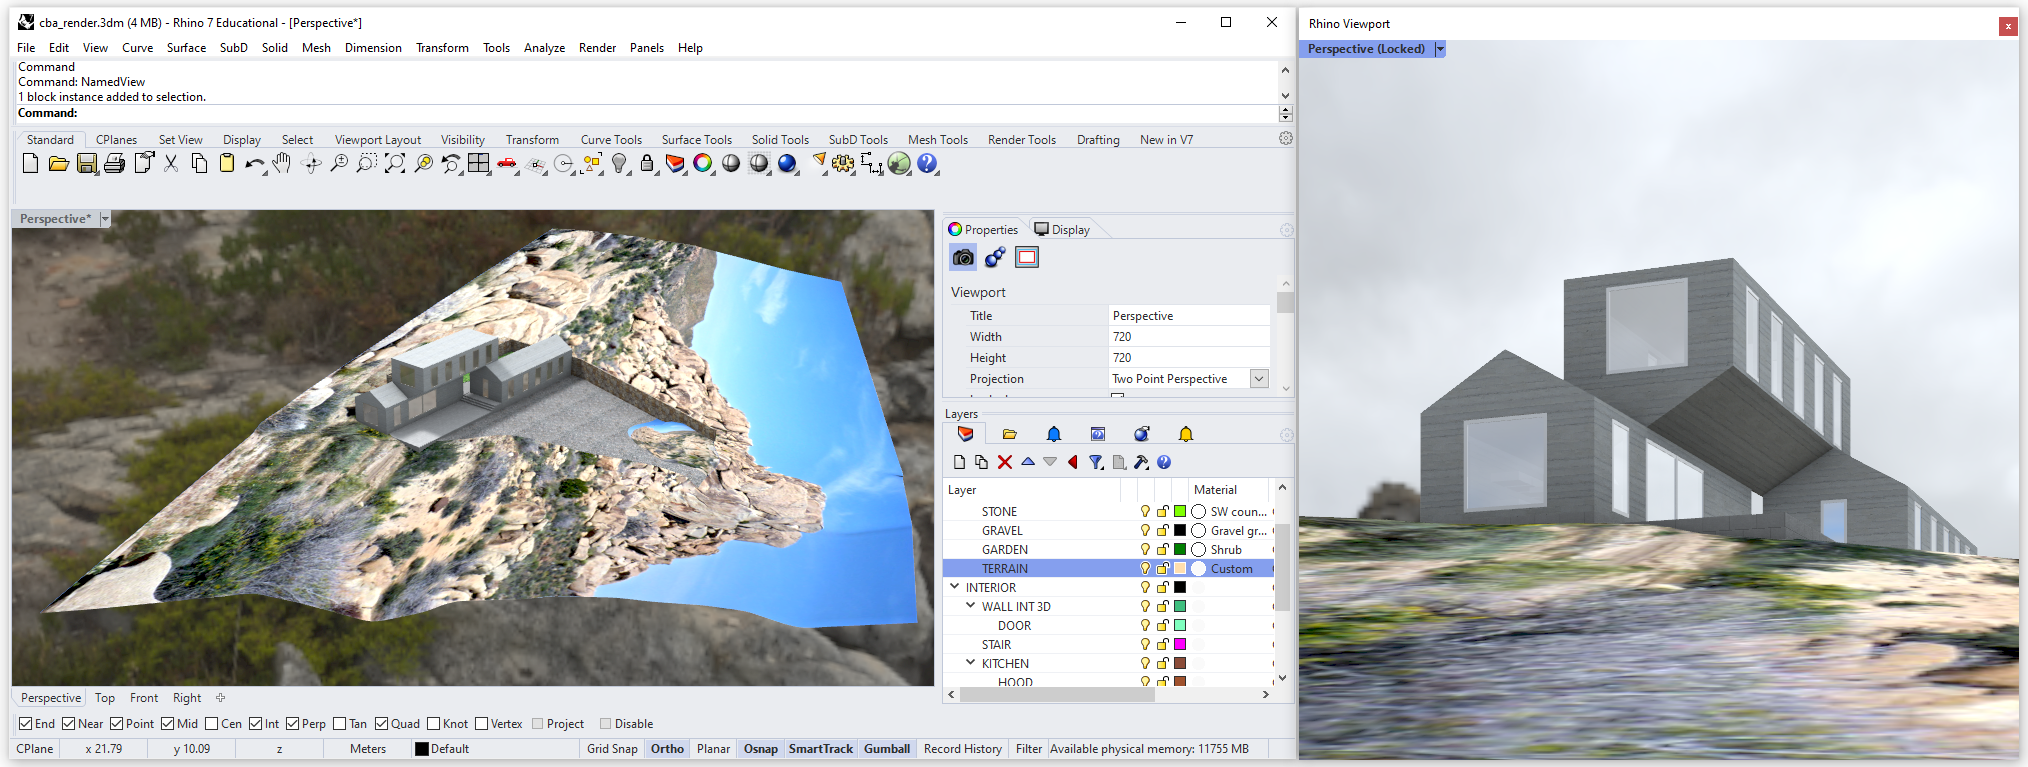 cba_render.3dm (4 MB) - Rhino 7 Educational - [Perspective*]
File Edit View Curve Surface SubD Solid Mesh Dimension Transform Tools Analyze Render Panels Help
Command
Command: NamedView
1 block instance added to selection.
Command:
Standard CPlanes Set View Display Select Viewport Layout Visibility Transform Curve Tools Surface Tools Solid Tools SubD Tools Mesh Tools Render Tools Drafting New in V7
Perspective*
Properties Display
Viewport
Title Perspective
Width 720
Height 720
Projection Two Point Perspective
Layers
Layer Material
STONE SW coun...
GRAVEL Gravel gr...
GARDEN Shrub
TERRAIN Custom
INTERIOR
WALL INT 3D
DOOR
STAIR
KITCHEN
HOOD
Perspective Top Front Right
End Near Point Mid Cen Int Perp Tan Quad Knot Vertex Project Disable
CPlane x 21.79 y 10.09 z Meters Default Grid Snap Ortho Planar Osnap SmartTrack Gumball Record History Filter Available physical memory: 11755 MB
Rhino Viewport
Perspective (Locked)